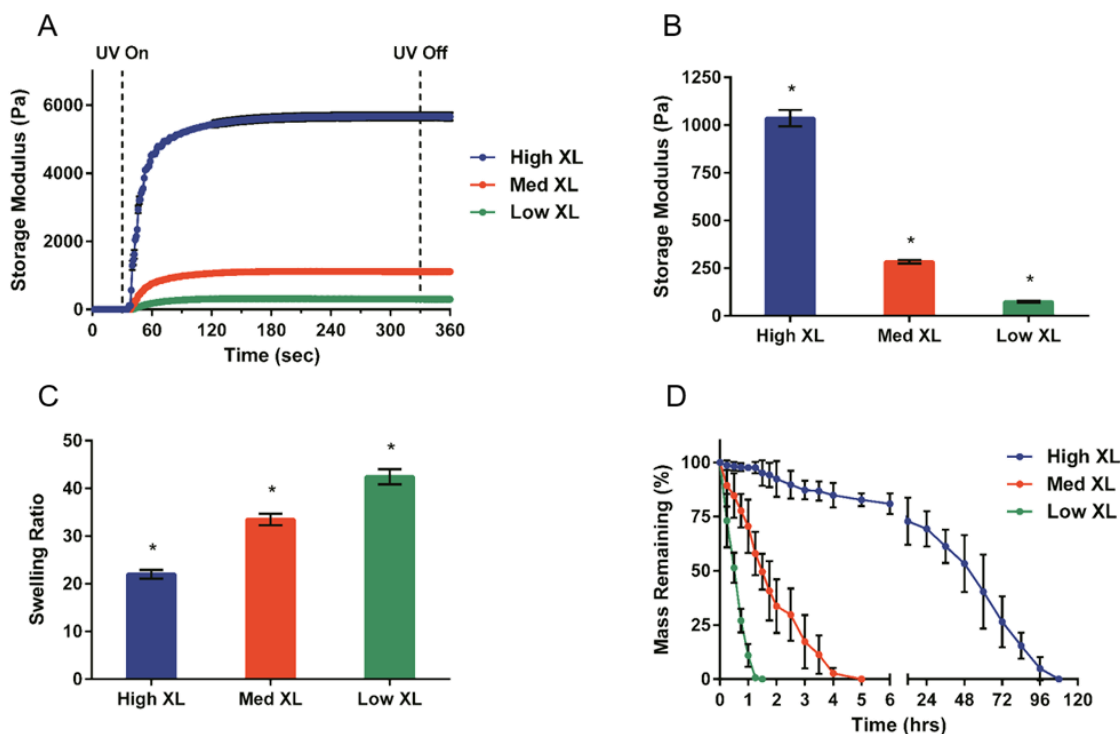 A
UV On
UV Off
Storage Modulus (Pa)
6000
4000
2000
0
0 60 120 180 240 300 360
Time (sec)
High XL
Med XL
Low XL
B
Storage Modulus (Pa)
1250
1000
750
500
250
0
* * *
High XL Med XL Low XL
C
Swelling Ratio
50
40
30
20
10
0
* * *
High XL Med XL Low XL
D
Mass Remaining (%)
100
75
50
25
0
0 1 2 3 4 5 6 24 48 72 96 120
Time (hrs)
High XL
Med XL
Low XL